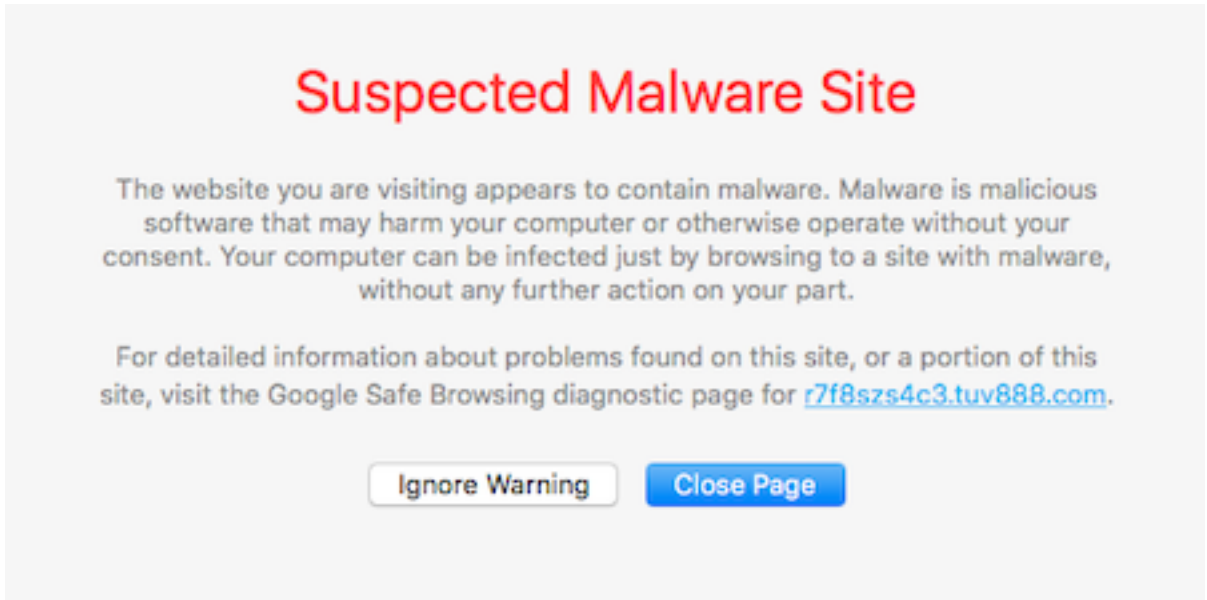 Suspected Malware Site
The website you are visiting appears to contain malware. Malware is malicious
software that may harm your computer or otherwise operate without your
consent. Your computer can be infected just by browsing to a site with malware,
without any further action on your part.
For detailed information about problems found on this site, or a portion of this
site, visit the Google Safe Browsing diagnostic page for r7f8szs4c3.tuv888.com.
Ignore Warning Close Page